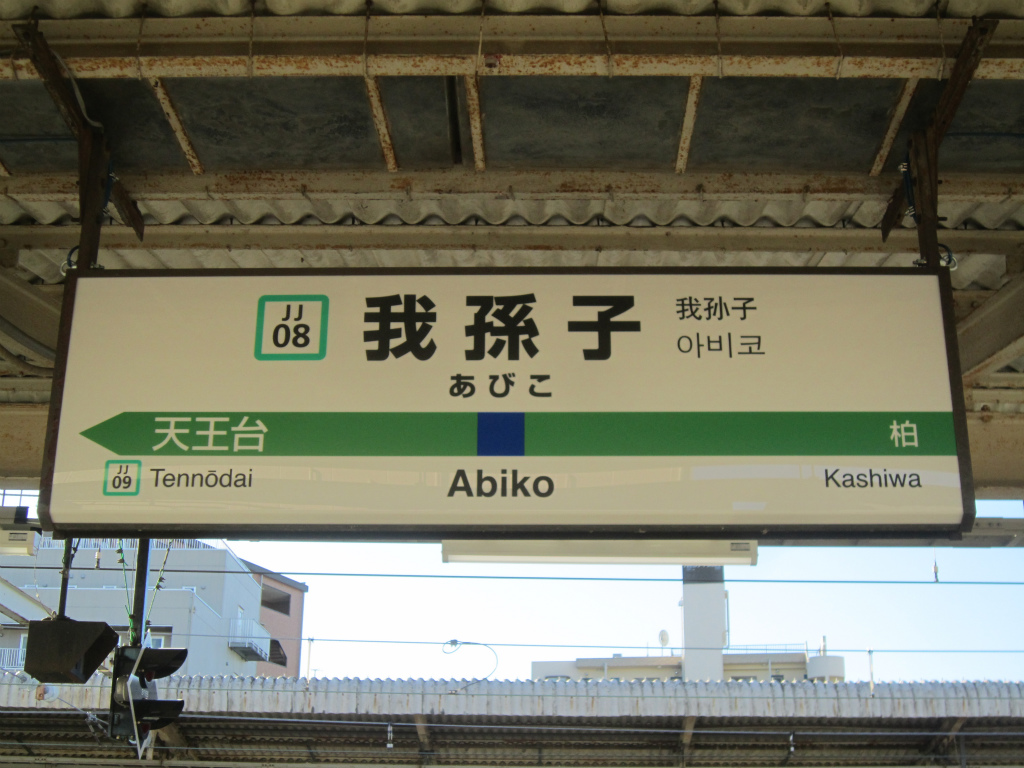 JJ
08
我孫子
我孙子
아비코
あびこ
天王台
柏
JJ
09
Tennōdai
Abiko
Kashiwa